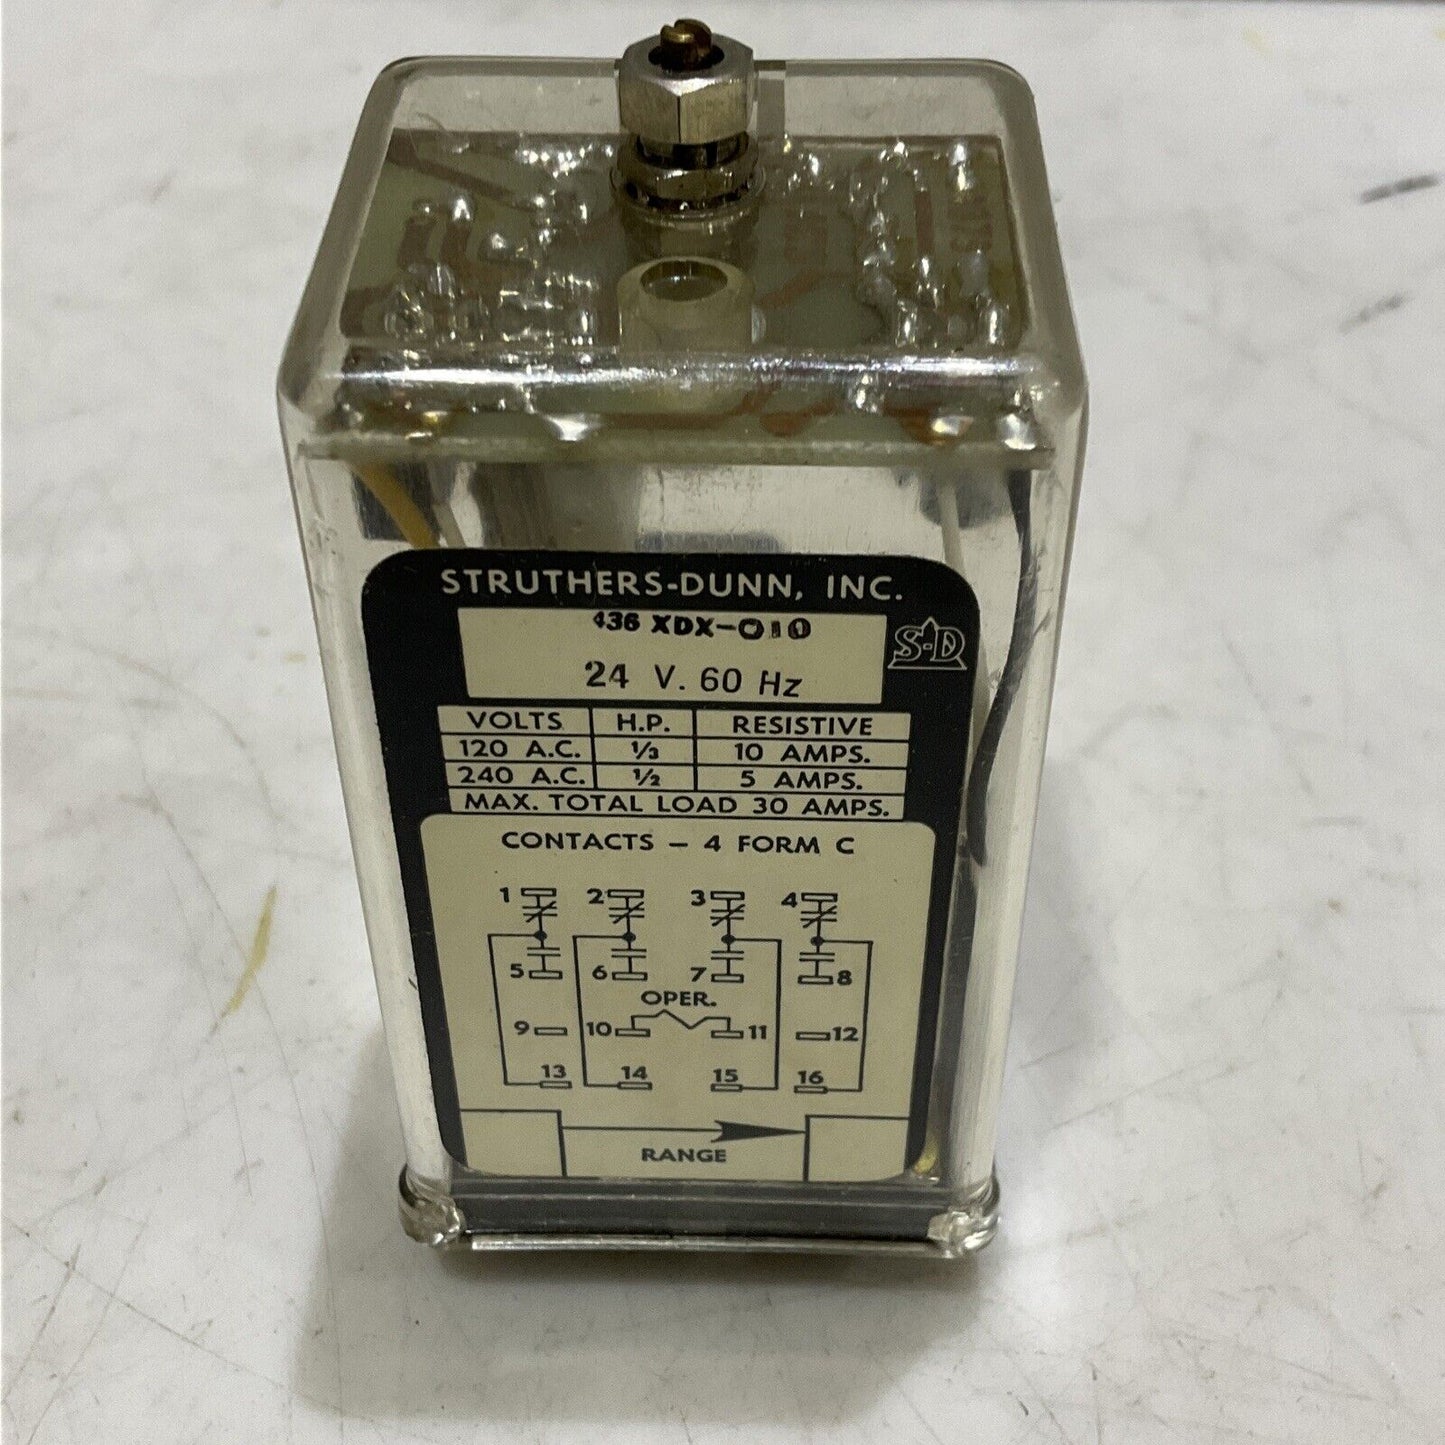 STRUTHERS-DUNN, INC.
436 XDX-010
S-D
24 V. 60 Hz
VOLTS H.P. RESISTIVE
120 A.C. 1/3 10 AMPS.
240 A.C. 1/2 5 AMPS.
MAX. TOTAL LOAD 30 AMPS.
CONTACTS - 4 FORM C
1 2 3 4
5 6 7 8
OPER.
9 10 11 12
13 14 15 16
RANGE